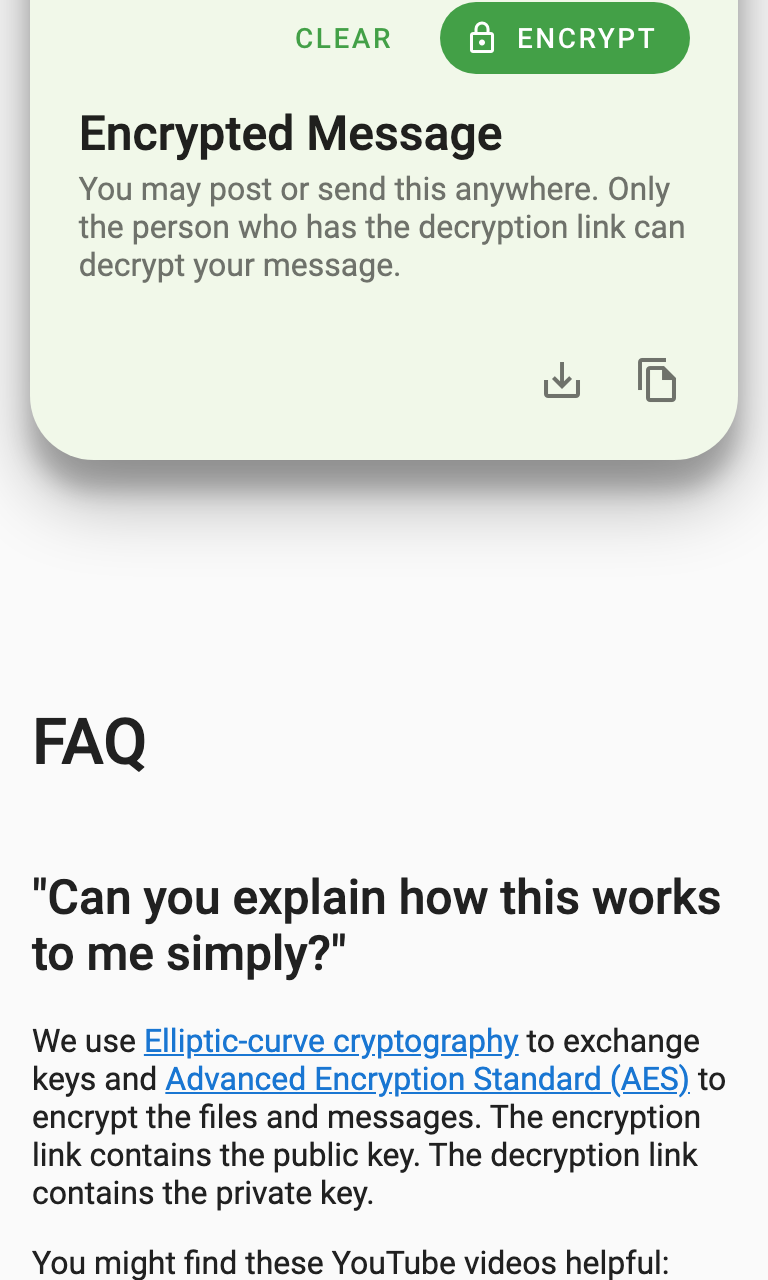 CLEAR
ENCRYPT
Encrypted Message
You may post or send this anywhere. Only
the person who has the decryption link can
decrypt your message.
FAQ
"Can you explain how this works
to me simply?"
We use Elliptic-curve cryptography to exchange
keys and Advanced Encryption Standard (AES) to
encrypt the files and messages. The encryption
link contains the public key. The decryption link
contains the private key.
You might find these YouTube videos helpful: